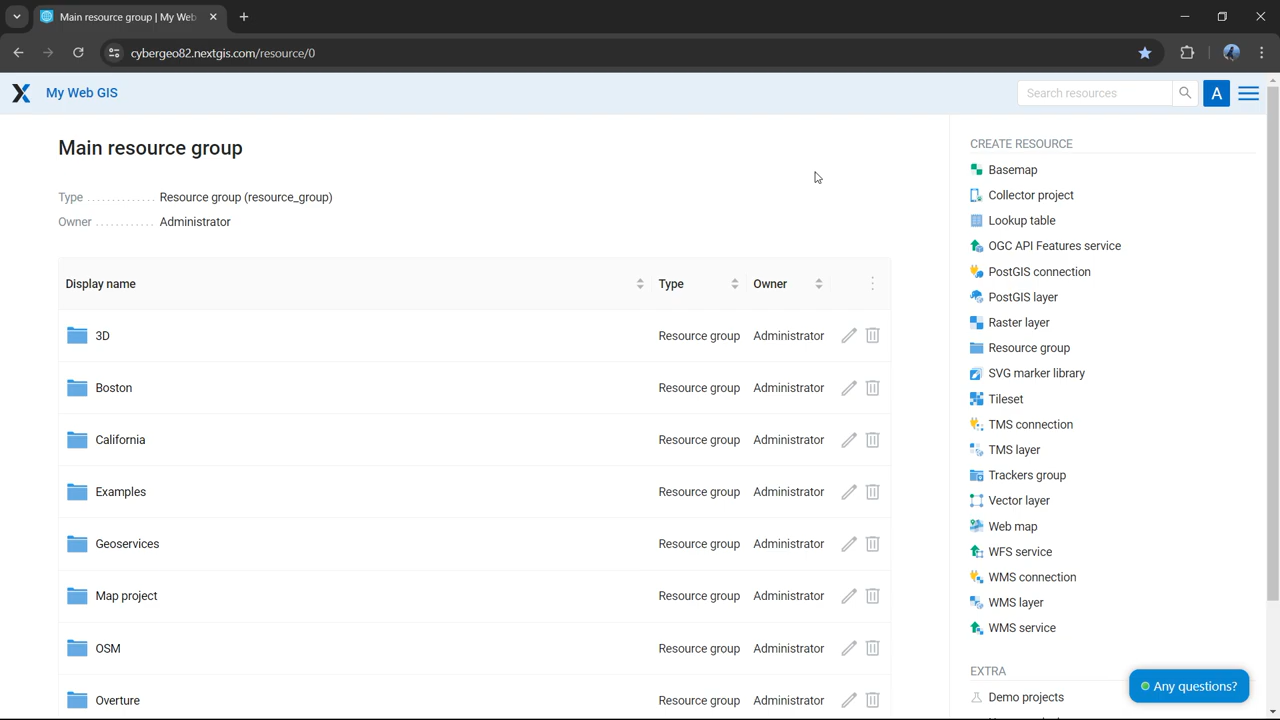 Main resource group | My Web
cybergeo82.nextgis.com/resource/0
My Web GIS
Search resources
A
Main resource group
Type ............. Resource group (resource_group)
Owner ........... Administrator
Display name Type Owner
3D Resource group Administrator
Boston Resource group Administrator
California Resource group Administrator
Examples Resource group Administrator
Geoservices Resource group Administrator
Map project Resource group Administrator
OSM Resource group Administrator
Overture Resource group Administrator
CREATE RESOURCE
Basemap
Collector project
Lookup table
OGC API Features service
PostGIS connection
PostGIS layer
Raster layer
Resource group
SVG marker library
Tileset
TMS connection
TMS layer
Trackers group
Vector layer
Web map
WFS service
WMS connection
WMS layer
WMS service
EXTRA
Demo projects
Any questions?